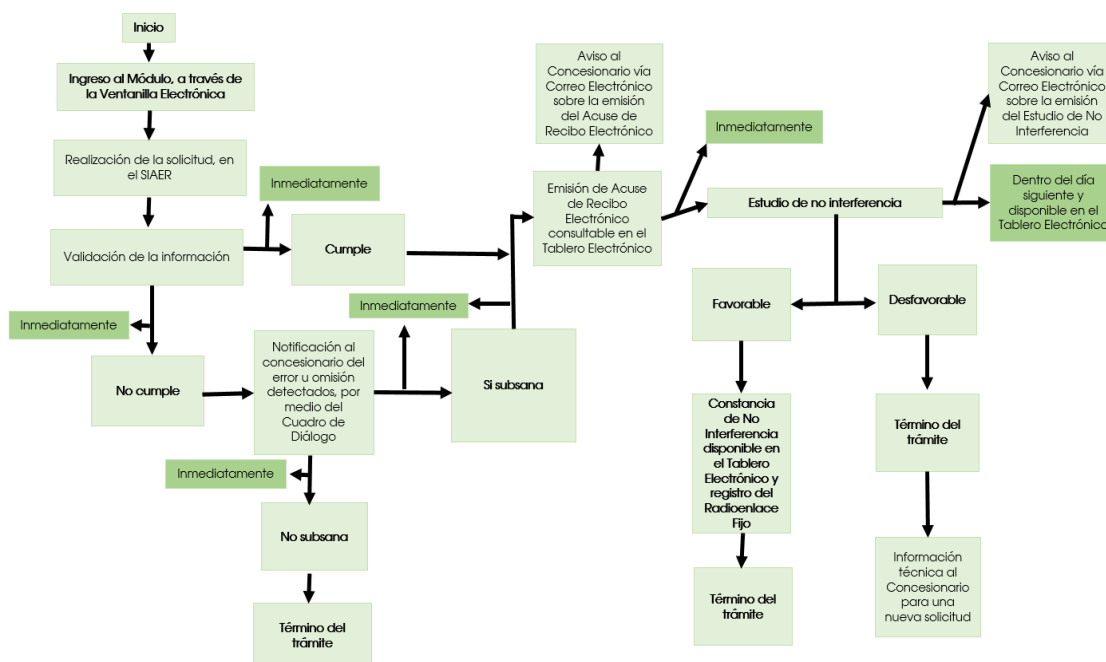 Inicio
Ingreso al Módulo, a través de
la Ventanilla Electrónica
Realización de la solicitud, en
el SIAER
Inmediatamente
Validación de la información
Cumple
Inmediatamente
No cumple
Notificación al
concesionario del
error u omisión
detectados, por
medio del
Cuadro de
Diálogo
Inmediatamente
Si subsana
Inmediatamente
No subsana
Término del
trámite
Aviso al
Concesionario vía
Correo Electrónico
sobre la emisión
del Acuse de
Recibo Electrónico
Emisión de Acuse
de Recibo
Electrónico
consultable en el
Tablero Electrónico
Inmediatamente
Estudio de no interferencia
Aviso al
Concesionario vía
Correo Electrónico
sobre la emisión
del Estudio de No
Interferencia
Dentro del día
siguiente y
disponible en el
Tablero Electrónico
Favorable
Desfavorable
Constancia
de No
Interferencia
disponible en
el Tablero
Electrónico y
registro del
Radioenlace
Fijo
Término del
trámite
Término del
trámite
Información
técnica al
Concesionario
para una
nueva solicitud